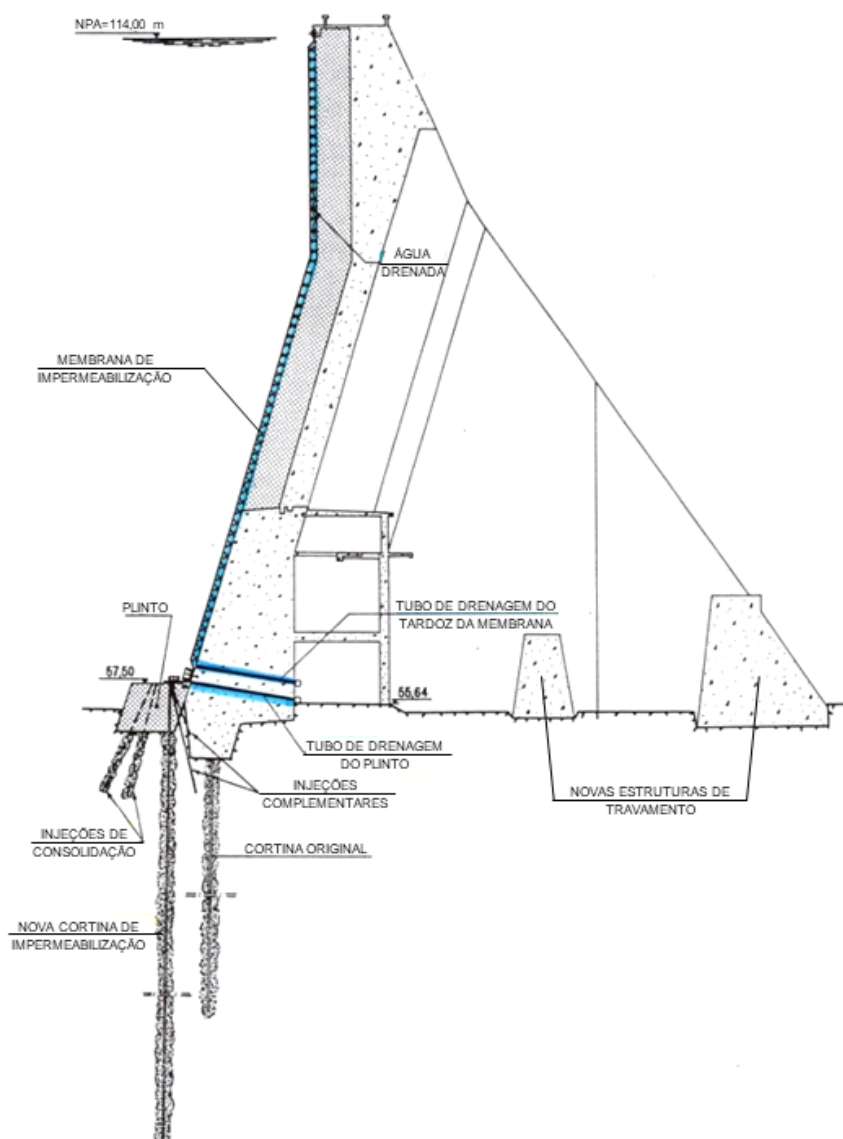 NPA=114,00 m
ÁGUA
DRENADA
MEMBRANA DE
IMPERMEABILIZAÇÃO
PLINTO
TUBO DE DRENAGEM DO
TARDOZ DA MEMBRANA
57,50
55,64
TUBO DE DRENAGEM
DO PLINTO
INJEÇÕES
COMPLEMENTARES
NOVAS ESTRUTURAS DE
TRAVAMENTO
INJEÇÕES DE
CONSOLIDAÇÃO
CORTINA ORIGINAL
NOVA CORTINA DE
IMPERMEABILIZAÇÃO